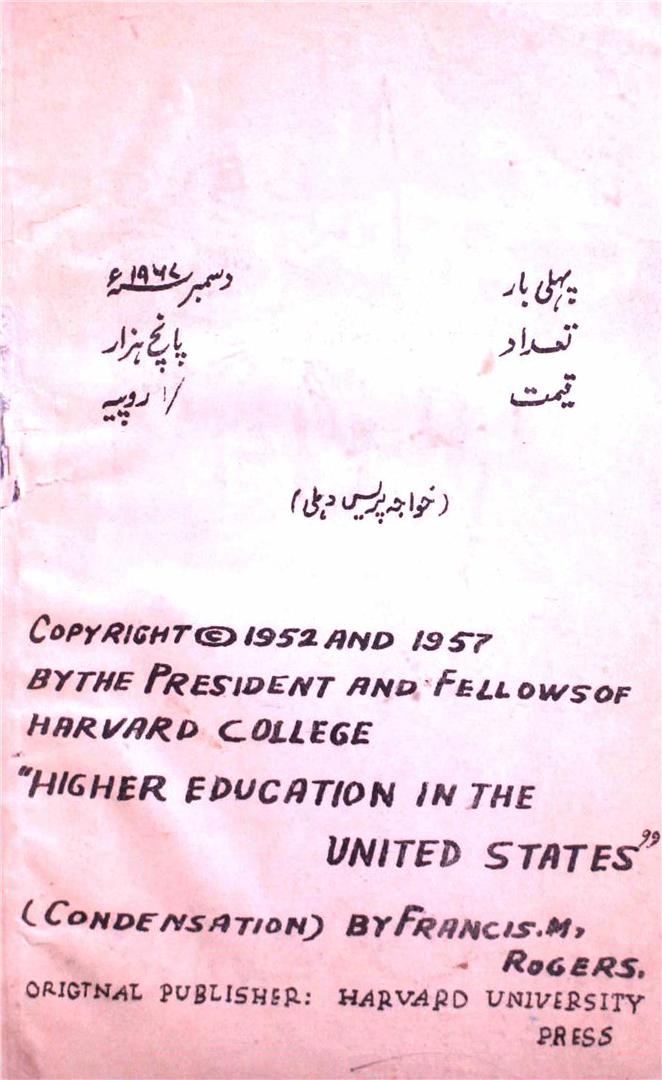 پہلی بار دسمبر ۱۹۶۷ء
تعداد پانچ ہزار
قیمت ۱/ روپیہ
(خواجہ پریس دہلی)
COPYRIGHT © 1952 AND 1957
BY THE PRESIDENT AND FELLOWS OF
HARVARD COLLEGE
"HIGHER EDUCATION IN THE
UNITED STATES"
(CONDENSATION) BY FRANCIS.M,
ROGERS.
ORIGTNAL PUBLISHER: HARVARD UNIVERSITY
PRESS